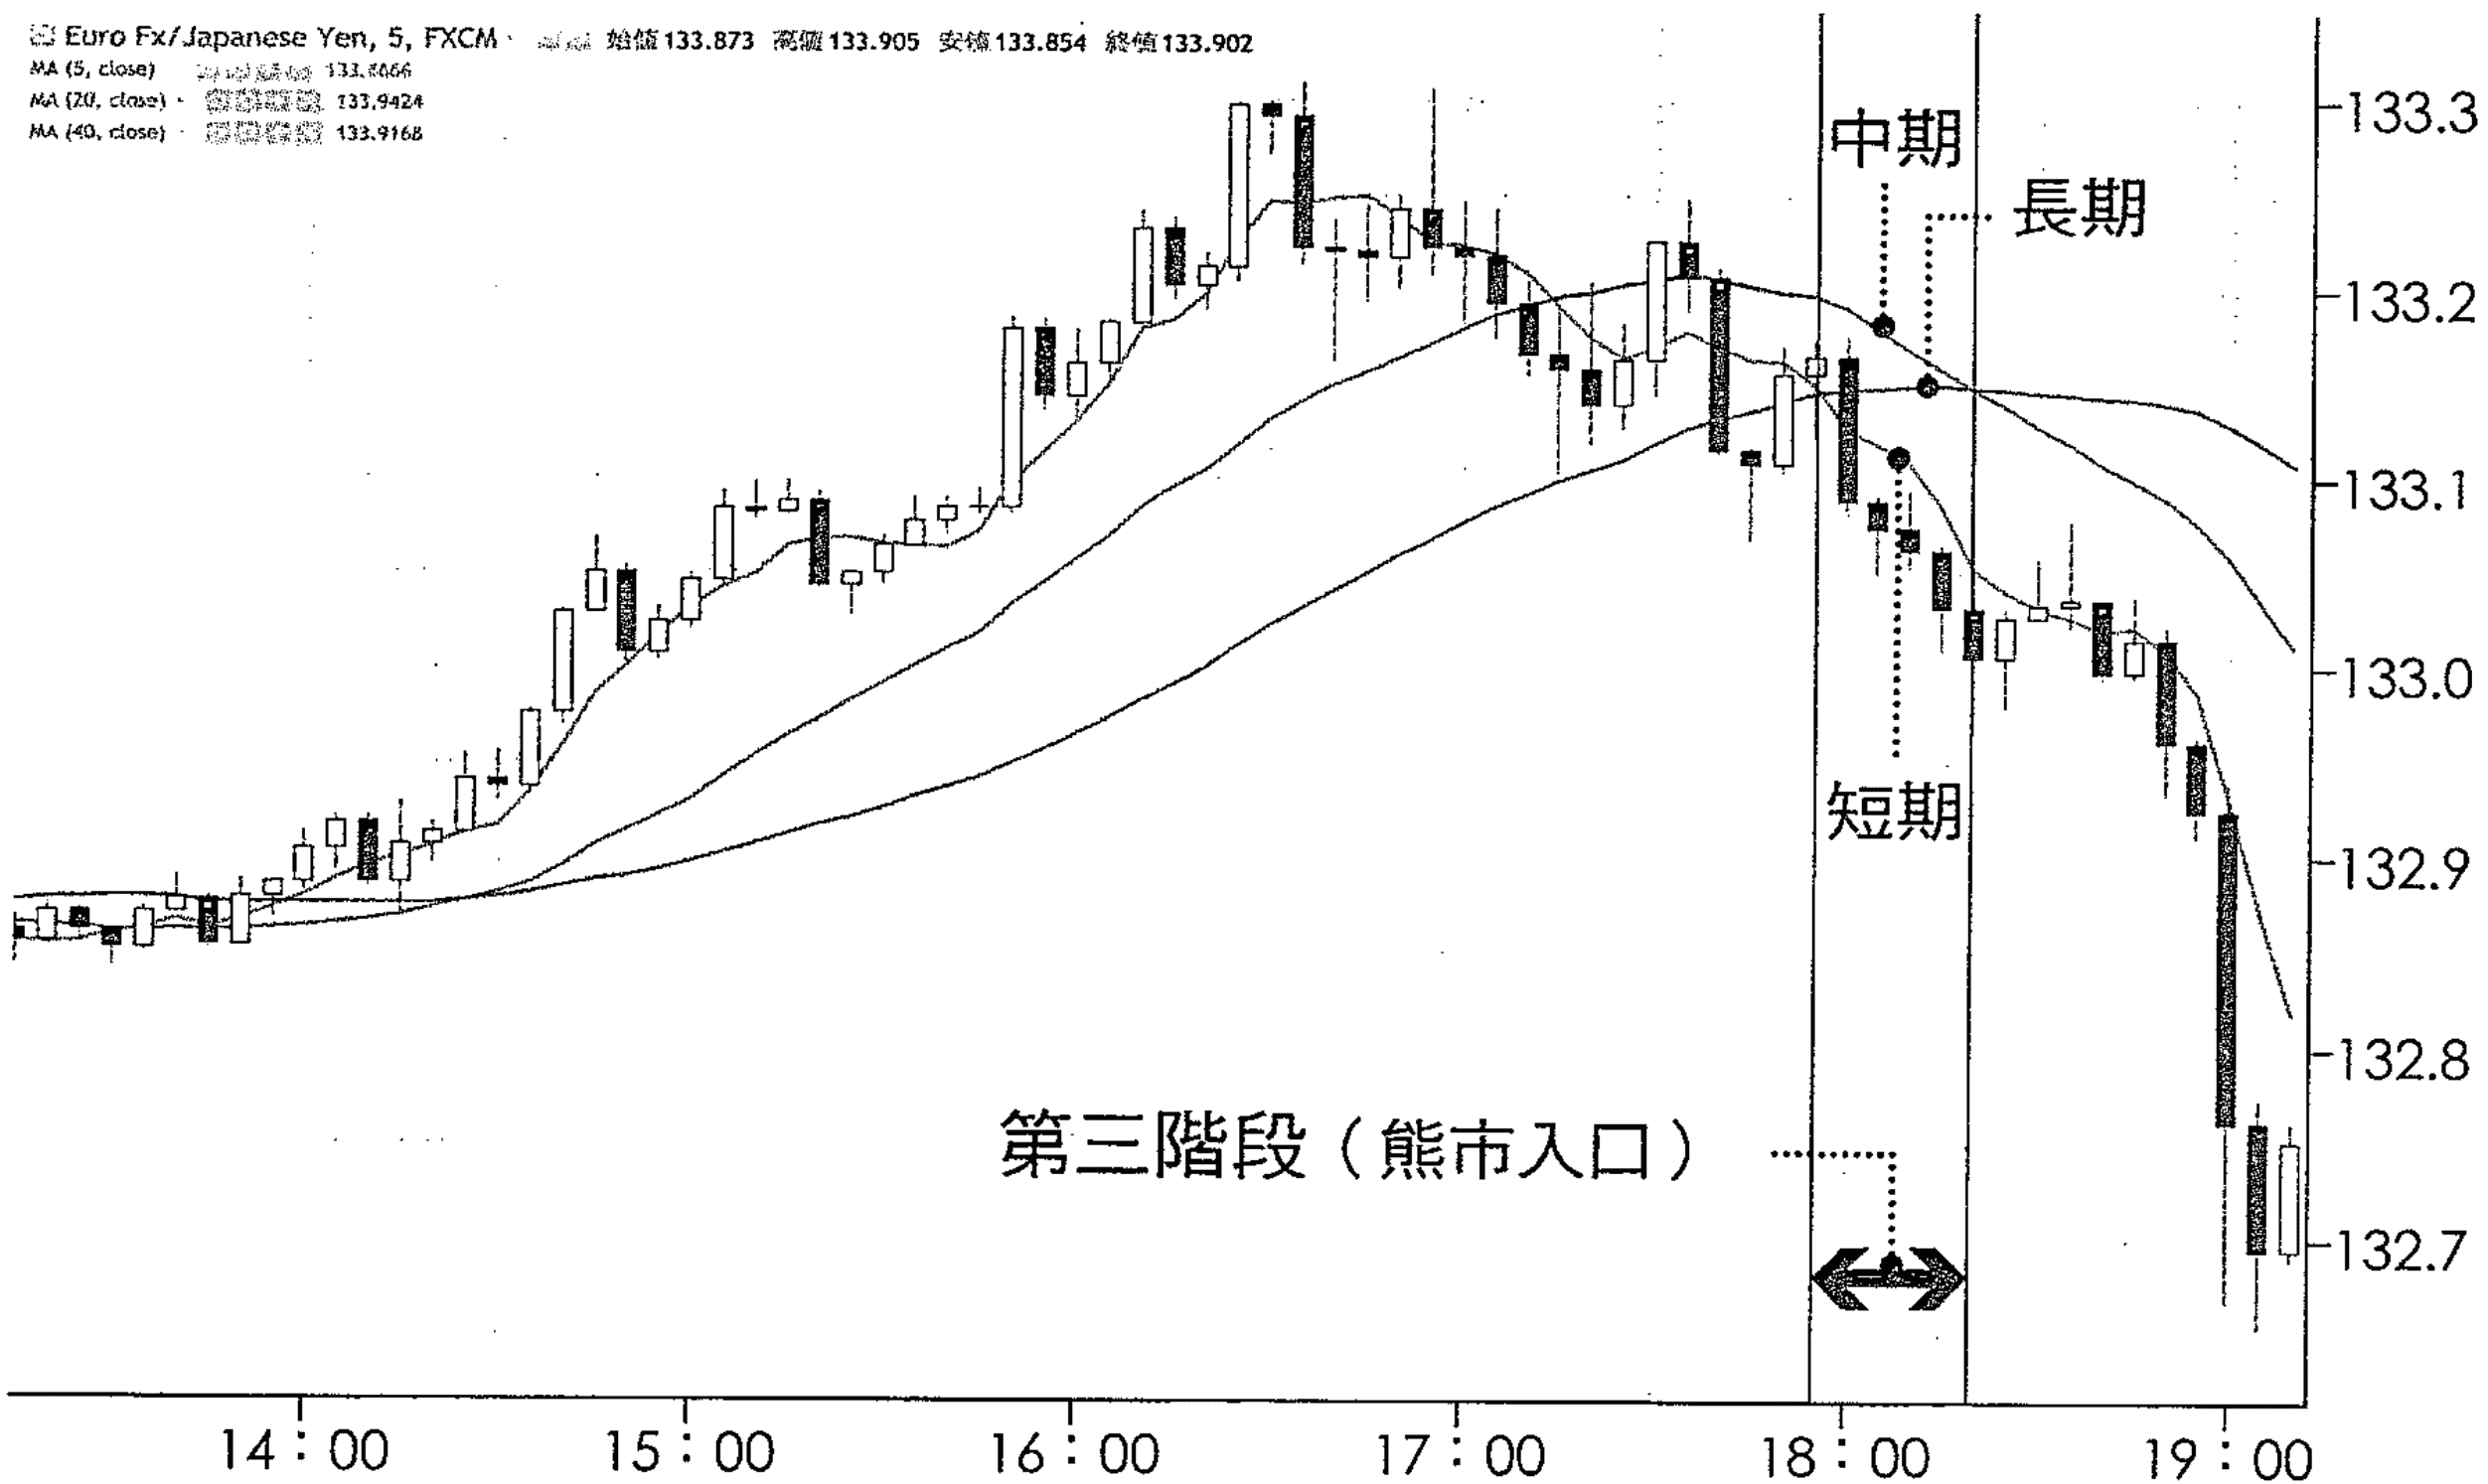 Euro Fx/Japanese Yen, 5, FXCM 始值133.873 高值133.905 安值133.854 終值133.902
MA (5, close)
MA (20, close) 133.9424
MA (40, close) 133.9168
中期
長期
短期
第三階段（熊市入口）
133.3
133.2
133.1
133.0
132.9
132.8
132.7
14：00
15：00
16：00
17：00
18：00
19：00